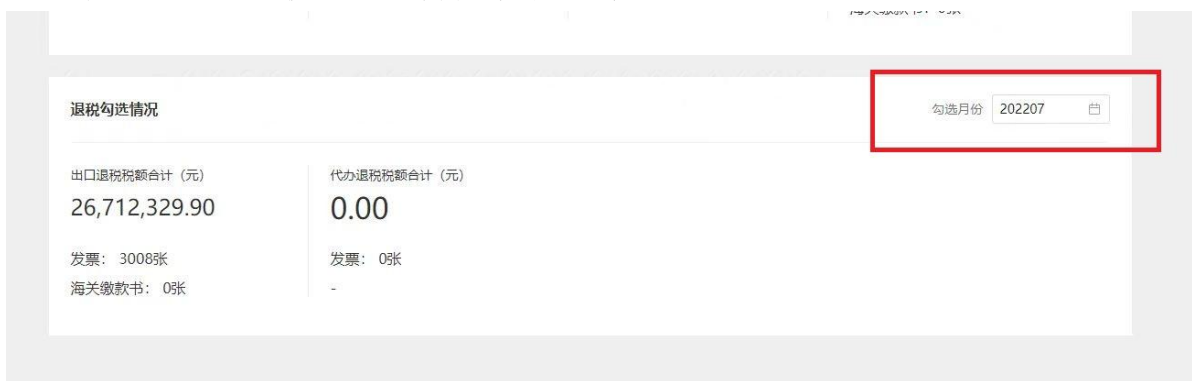 退税勾选情况
勾选月份 202207
出口退税税额合计（元） 代办退税税额合计（元）
26,712,329.90 0.00
发票： 3008张 发票： 0张
海关缴款书： 0张 -